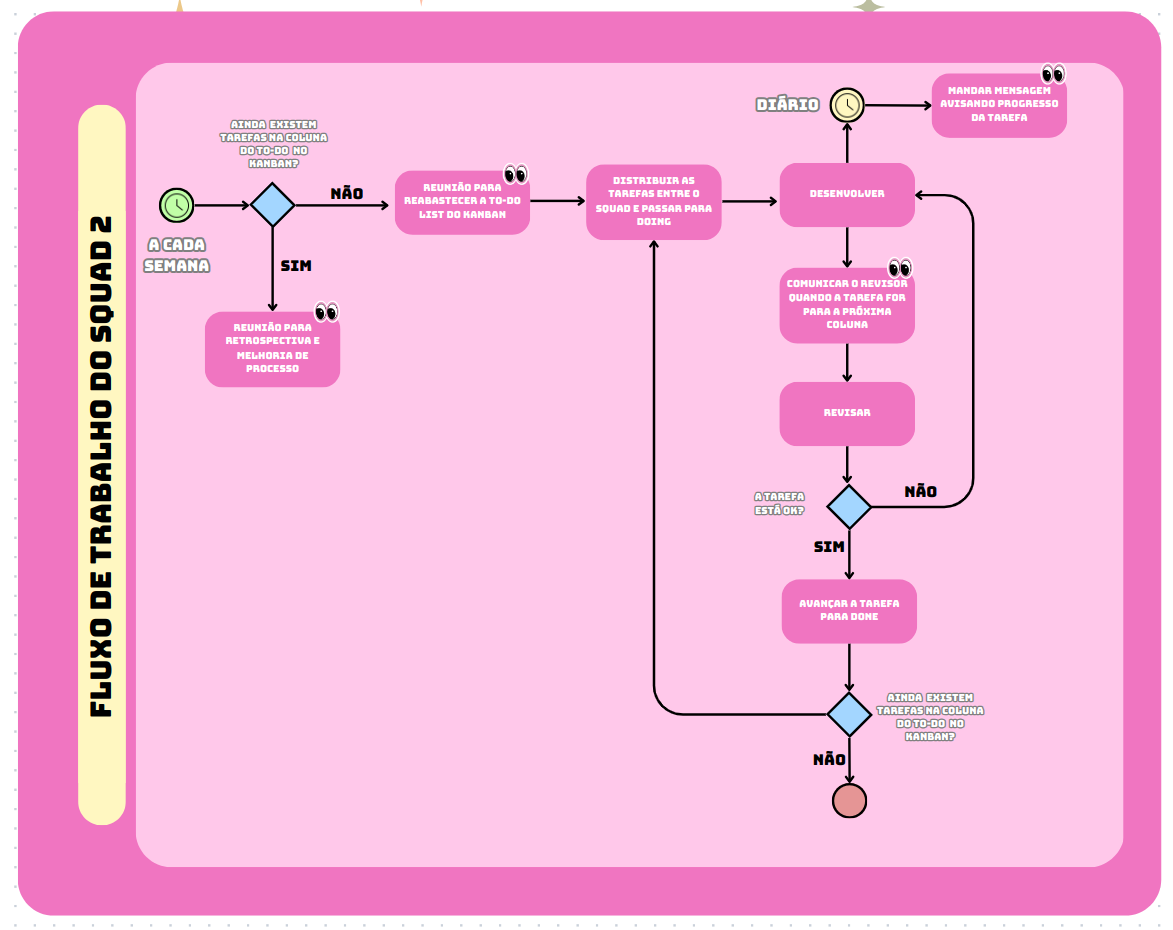 FLUXO DE TRABALHO DO SQUAD 2
A CADA
SEMANA
AINDA EXISTEM
TAREFAS NA COLUNA
DO TO-DO NO
KANBAN?
NÃO
SIM
REUNIÃO PARA
RETROSPECTIVA E
MELHORIA DE
PROCESSO
REUNIÃO PARA
REABASTECER A TO-DO
LIST DO KANBAN
DISTRIBUIR AS
TAREFAS ENTRE O
SQUAD E PASSAR PARA
DOING
DESENVOLVER
DIÁRIO
MANDAR MENSAGEM
AVISANDO PROGRESSO
DA TAREFA
COMUNICAR O REVISOR
QUANDO A TAREFA FOR
PARA A PRÓXIMA
COLUNA
REVISAR
A TAREFA
ESTÁ OK?
NÃO
SIM
AVANÇAR A TAREFA
PARA DONE
AINDA EXISTEM
TAREFAS NA COLUNA
DO TO-DO NO
KANBAN?
NÃO